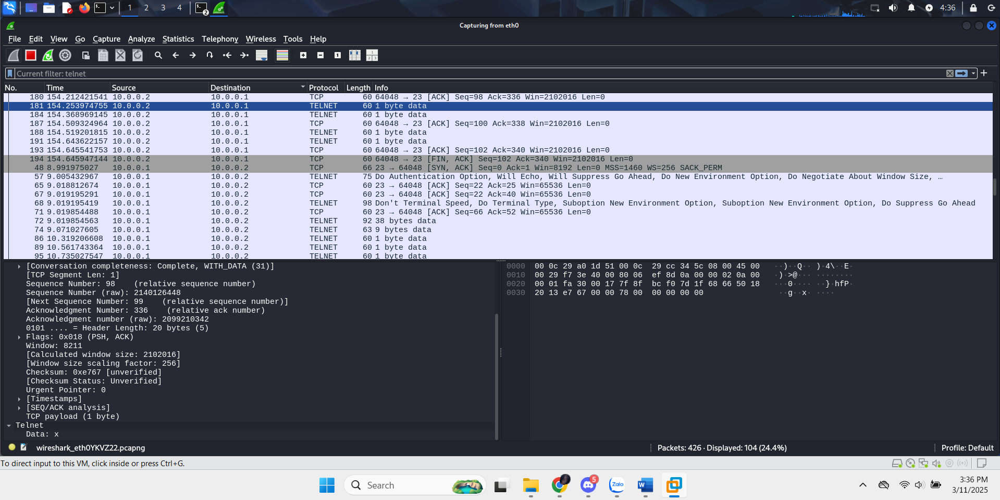 1 2 3 4 2 4:36
Capturing from eth0
File Edit View Go Capture Analyze Statistics Telephony Wireless Tools Help
Current filter: telnet
No. Time Source Destination Protocol Length Info
180 154.212421541 10.0.0.2 10.0.0.1 TCP 60 64048 → 23 [ACK] Seq=98 Ack=336 Win=2102016 Len=0
181 154.253974755 10.0.0.2 10.0.0.1 TELNET 60 1 byte data
184 154.368969145 10.0.0.2 10.0.0.1 TELNET 60 1 byte data
187 154.509324964 10.0.0.2 10.0.0.1 TCP 60 64048 → 23 [ACK] Seq=100 Ack=338 Win=2102016 Len=0
188 154.519201815 10.0.0.2 10.0.0.1 TELNET 60 1 byte data
191 154.643622157 10.0.0.2 10.0.0.1 TELNET 60 1 byte data
193 154.645541753 10.0.0.2 10.0.0.1 TCP 60 64048 → 23 [ACK] Seq=102 Ack=340 Win=2102016 Len=0
194 154.645947144 10.0.0.2 10.0.0.1 TCP 60 64048 → 23 [FIN, ACK] Seq=102 Ack=340 Win=2102016 Len=0
48 8.991975027 10.0.0.1 10.0.0.2 TCP 66 23 → 64048 [SYN, ACK] Seq=0 Ack=1 Win=8192 Len=0 MSS=1460 WS=256 SACK_PERM
57 9.005432967 10.0.0.1 10.0.0.2 TELNET 75 Do Authentication Option, Will Echo, Will Suppress Go Ahead, Do New Environment Option, Do Negotiate About Window Size, …
65 9.018812674 10.0.0.1 10.0.0.2 TCP 60 23 → 64048 [ACK] Seq=22 Ack=25 Win=65536 Len=0
67 9.019195291 10.0.0.1 10.0.0.2 TCP 60 23 → 64048 [ACK] Seq=22 Ack=40 Win=65536 Len=0
68 9.019195419 10.0.0.1 10.0.0.2 TELNET 98 Don't Terminal Speed, Do Terminal Type, Suboption New Environment Option, Suboption New Environment Option, Do Suppress Go Ahead
71 9.019854488 10.0.0.1 10.0.0.2 TCP 60 23 → 64048 [ACK] Seq=66 Ack=52 Win=65536 Len=0
72 9.019854563 10.0.0.1 10.0.0.2 TELNET 92 38 bytes data
74 9.071027605 10.0.0.1 10.0.0.2 TELNET 63 9 bytes data
86 10.319206608 10.0.0.1 10.0.0.2 TELNET 60 1 byte data
89 10.561743364 10.0.0.1 10.0.0.2 TELNET 60 1 byte data
95 10.735027547 10.0.0.1 10.0.0.2 TELNET 60 1 byte data
[Conversation completeness: Complete, WITH_DATA (31)]
[TCP Segment Len: 1]
Sequence Number: 98 (relative sequence number)
Sequence Number (raw): 2140126448
[Next Sequence Number: 99 (relative sequence number)]
Acknowledgment Number: 336 (relative ack number)
Acknowledgment number (raw): 2099210342
0101 .... = Header Length: 20 bytes (5)
Flags: 0x018 (PSH, ACK)
Window: 8211
[Calculated window size: 2102016]
[Window size scaling factor: 256]
Checksum: 0xe767 [unverified]
[Checksum Status: Unverified]
Urgent Pointer: 0
[Timestamps]
[SEQ/ACK analysis]
TCP payload (1 byte)
Telnet
Data: x
0000 00 0c 29 a0 1d 51 00 0c 29 cc 34 5c 08 00 45 00 ··)··Q·· )·4\··E·
0010 00 29 f7 3e 40 00 80 06 ef 8d 0a 00 00 02 0a 00 ·)·>@··· ········
0020 00 01 fa 30 00 17 7f 8f bc f0 7d 1f 68 66 50 18 ···0···· ··}·hfP·
0030 20 13 e7 67 00 00 78 00 00 00 00 00 ··g··x· ····
wireshark_eth0YKVZ22.pcapng
Packets: 426 · Displayed: 104 (24.4%)
Profile: Default
To direct input to this VM, click inside or press Ctrl+G.
Search
5
Zalo
W
3:36 PM
3/11/2025